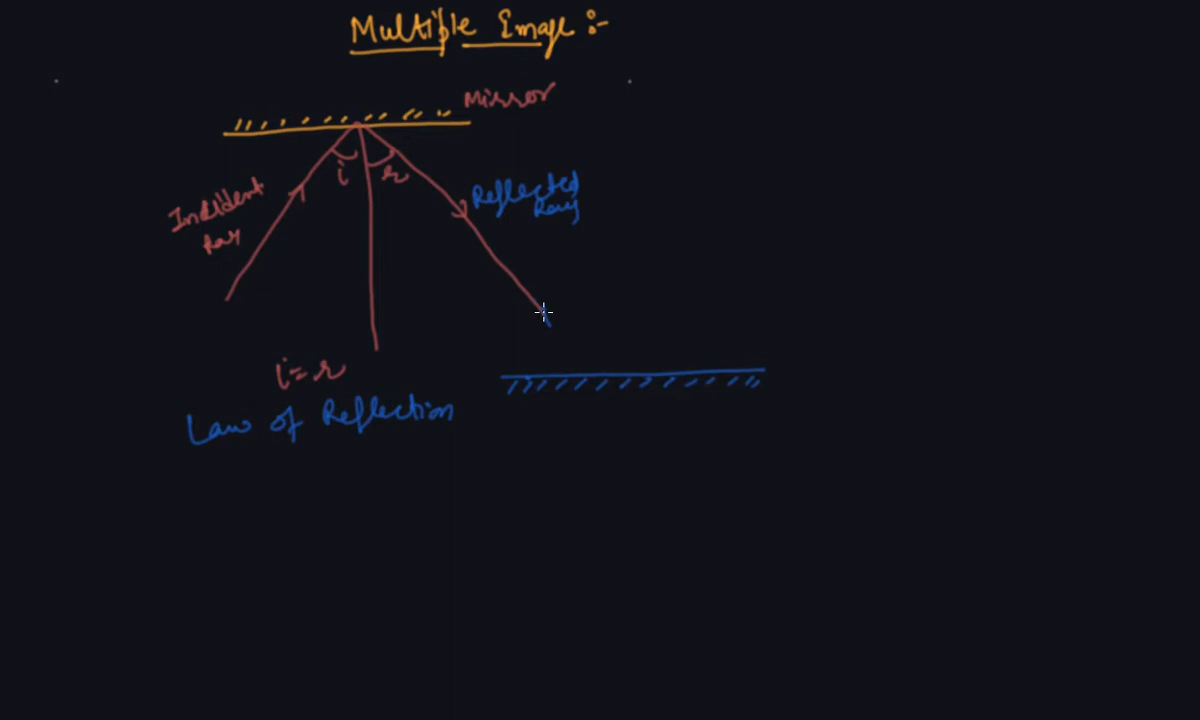 Multiple Image :-
Mirror
i
r
Incident
Ray
Reflected
Ray
i = r
Law of Reflection